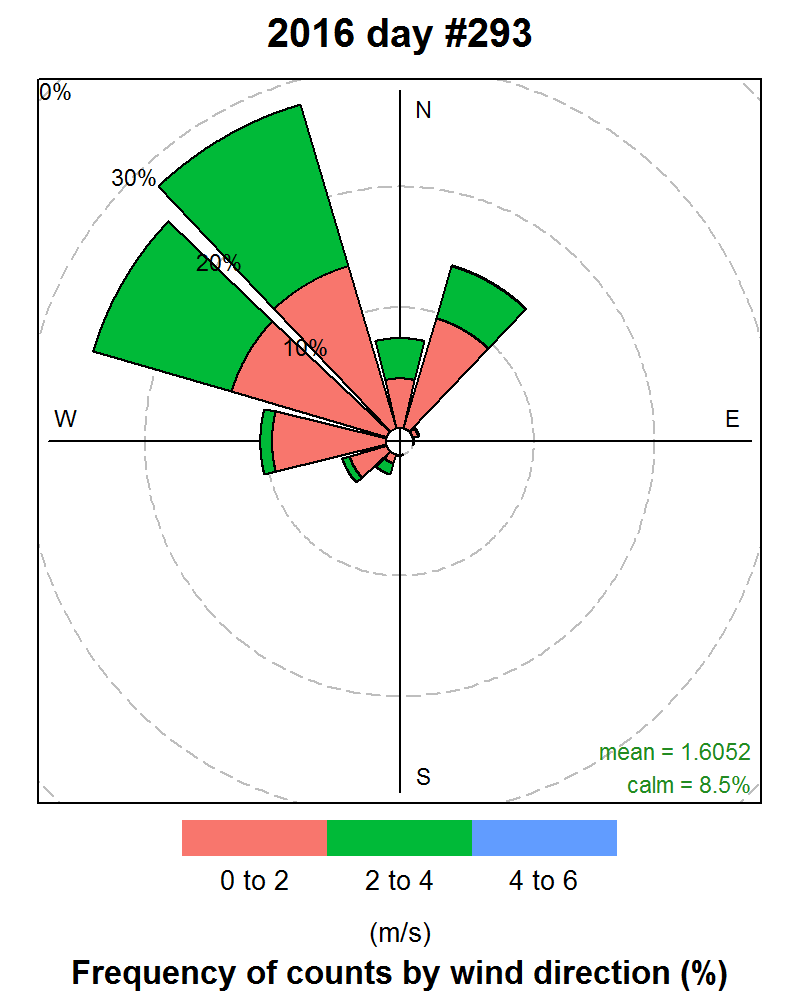 2016 day #293
0%
N
30%
20%
10%
W
E
S
mean = 1.6052
calm = 8.5%
0 to 2
2 to 4
4 to 6
(m/s)
Frequency of counts by wind direction (%)